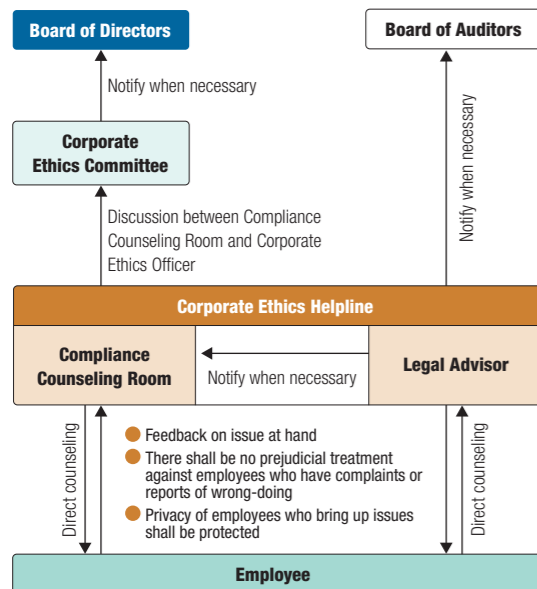 Board of Directors
Board of Auditors
Notify when necessary
Notify when necessary
Corporate
Ethics Committee
Discussion between Compliance
Counseling Room and Corporate
Ethics Officer
Corporate Ethics Helpline
Compliance
Counseling Room
Notify when necessary
Legal Advisor
Direct counseling
Feedback on issue at hand
There shall be no prejudicial treatment
against employees who have complaints or
reports of wrong-doing
Privacy of employees who bring up issues
shall be protected
Direct counseling
Employee